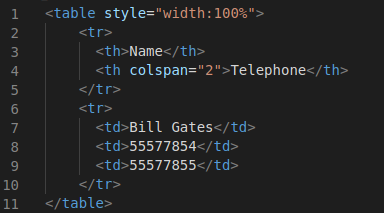 1 <table style="width:100%">
2 <tr>
3 <th>Name</th>
4 <th colspan="2">Telephone</th>
5 </tr>
6 <tr>
7 <td>Bill Gates</td>
8 <td>55577854</td>
9 <td>55577855</td>
10 </tr>
11 </table>